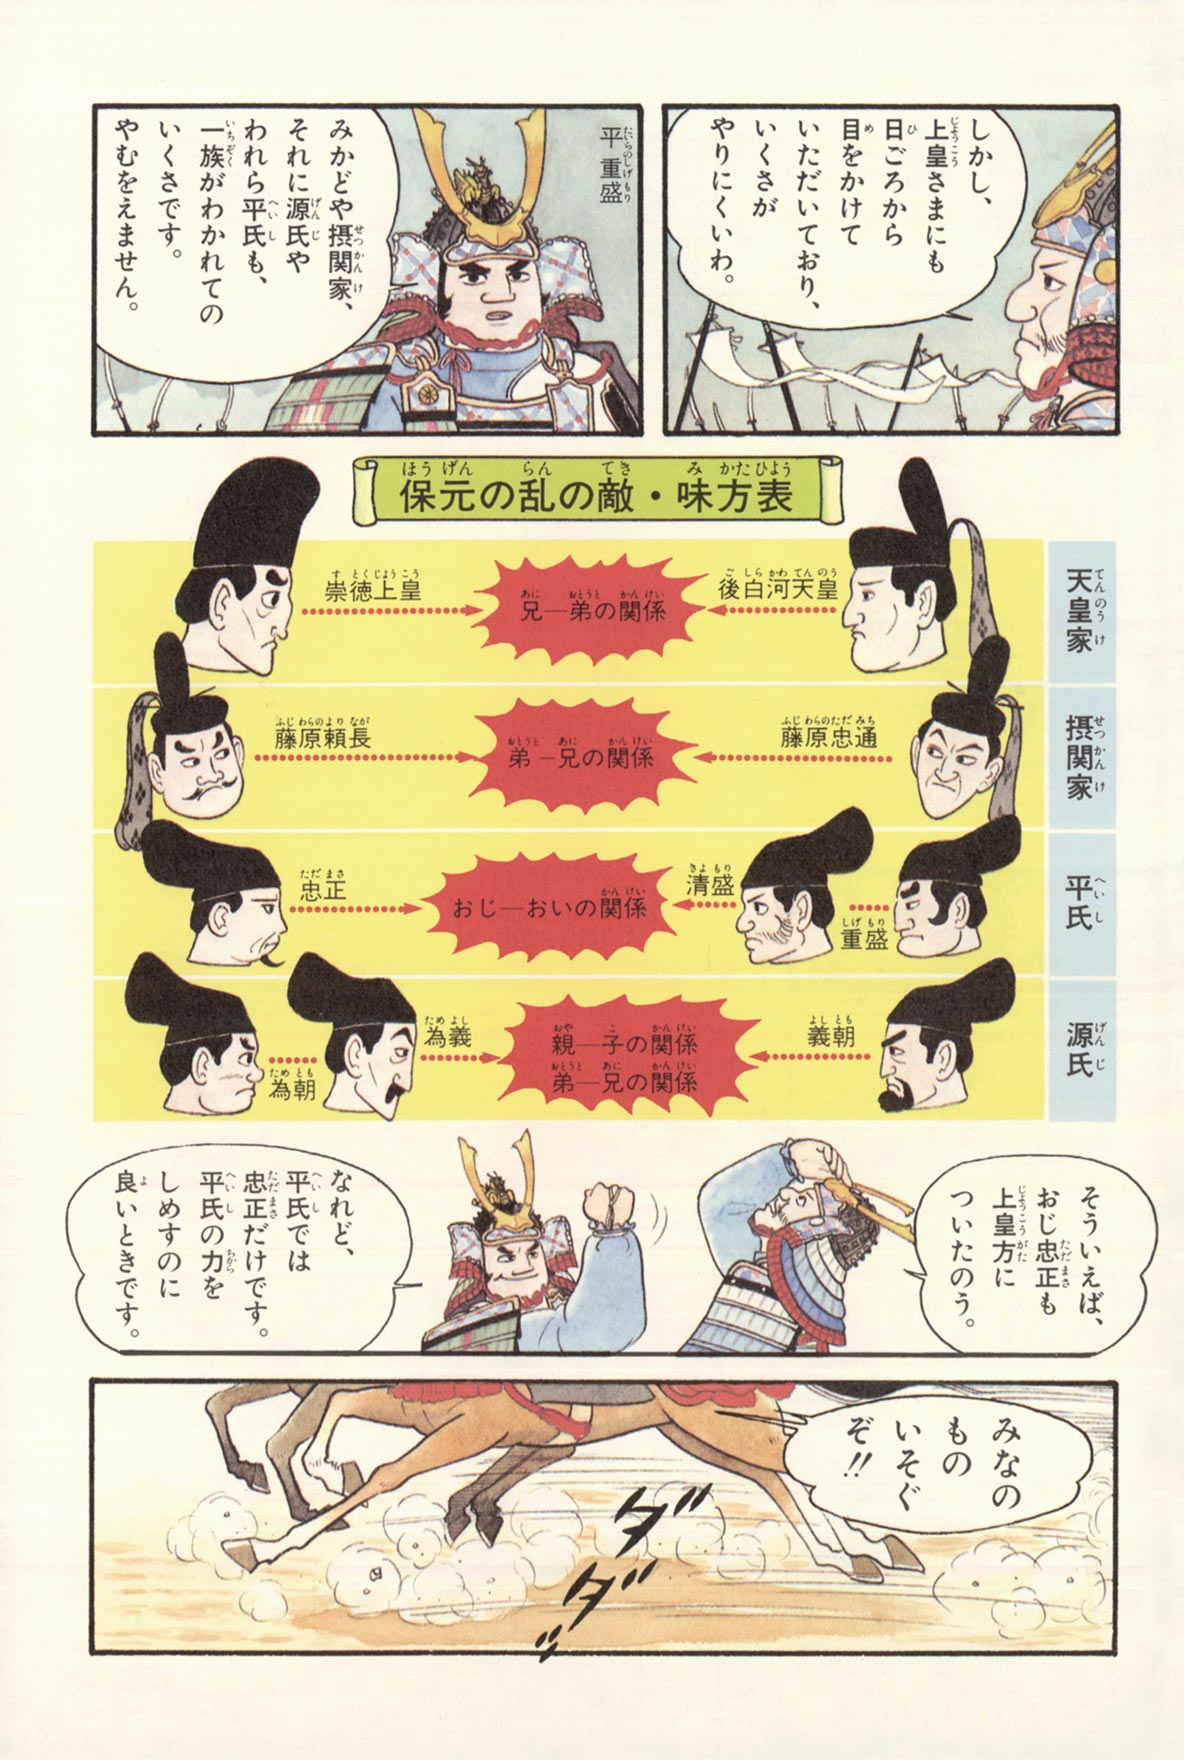 しかし、
上皇さまにも
日ごろから
目をかけて
いただいており、
いくさが
やりにくいわ。
平 重盛
みかどや摂関家、
それに源氏や
われら平氏も、
一族がわかれての
いくさです。
やむをえません。
保元の乱の敵・味方表
天皇家
後白河天皇
兄―弟の関係
崇徳上皇
摂関家
藤原忠通
弟―兄の関係
藤原頼長
平氏
重盛
清盛
おじ―おいの関係
忠正
源氏
義朝
親―子の関係
弟―兄の関係
為義
為朝
そういえば、
おじ忠正も
上皇方に
ついたのう。
なれど、
平氏では
忠正だけです。
平氏の力を
しめすのに
良いときです。
みなの
もの
いそぐ
ぞ!!
ダダッ